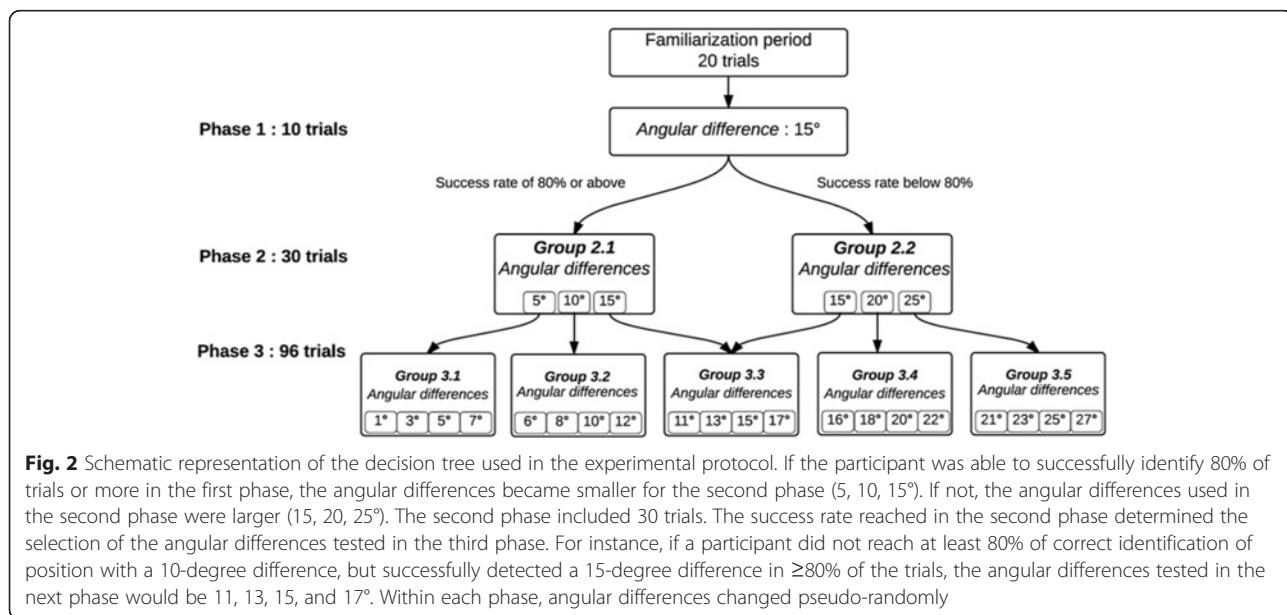 Familiarization period
20 trials
Phase 1 : 10 trials
Angular difference : 15°
Success rate of 80% or above
Success rate below 80%
Phase 2 : 30 trials
Group 2.1
Angular differences
5° 10° 15°
Group 2.2
Angular differences
15° 20° 25°
Phase 3 : 96 trials
Group 3.1
Angular differences
1° 3° 5° 7°
Group 3.2
Angular differences
6° 8° 10° 12°
Group 3.3
Angular differences
11° 13° 15° 17°
Group 3.4
Angular differences
16° 18° 20° 22°
Group 3.5
Angular differences
21° 23° 25° 27°
Fig. 2 Schematic representation of the decision tree used in the experimental protocol. If the participant was able to successfully identify 80% of
trials or more in the first phase, the angular differences became smaller for the second phase (5, 10, 15°). If not, the angular differences used in
the second phase were larger (15, 20, 25°). The second phase included 30 trials. The success rate reached in the second phase determined the
selection of the angular differences tested in the third phase. For instance, if a participant did not reach at least 80% of correct identification of
position with a 10-degree difference, but successfully detected a 15-degree difference in ≥80% of the trials, the angular differences tested in the
next phase would be 11, 13, 15, and 17°. Within each phase, angular differences changed pseudo-randomly